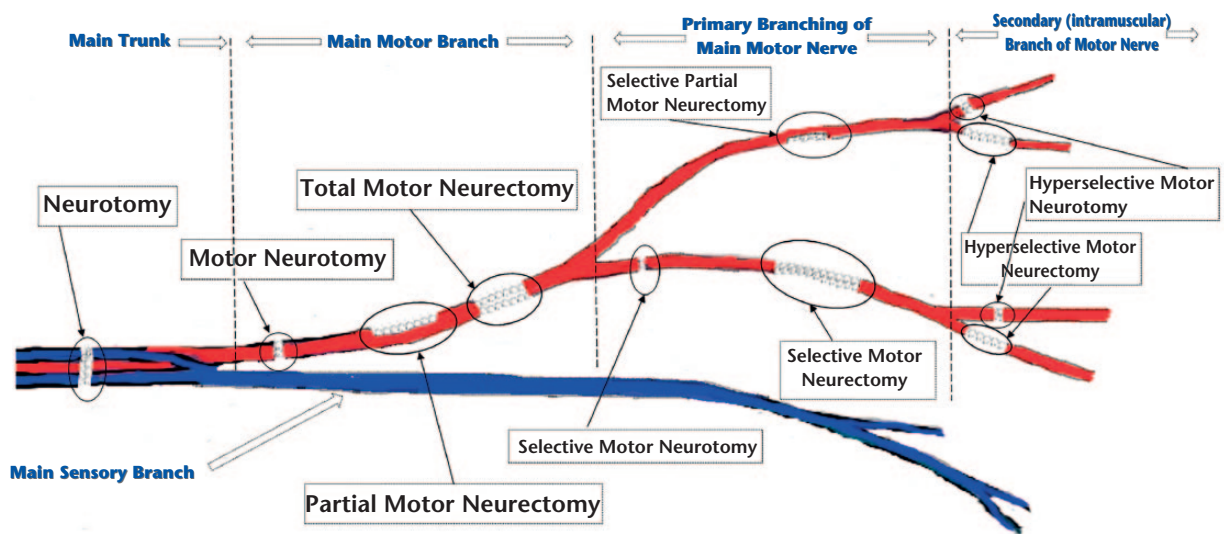 Main Trunk
Main Motor Branch
Primary Branching of
Main Motor Nerve
Secondary (intramuscular)
Branch of Motor Nerve
Selective Partial
Motor Neurectomy
Total Motor Neurectomy
Neurotomy
Motor Neurotomy
Hyperselective Motor
Neurotomy
Hyperselective Motor
Neurectomy
Selective Motor
Neurectomy
Selective Motor Neurotomy
Main Sensory Branch
Partial Motor Neurectomy